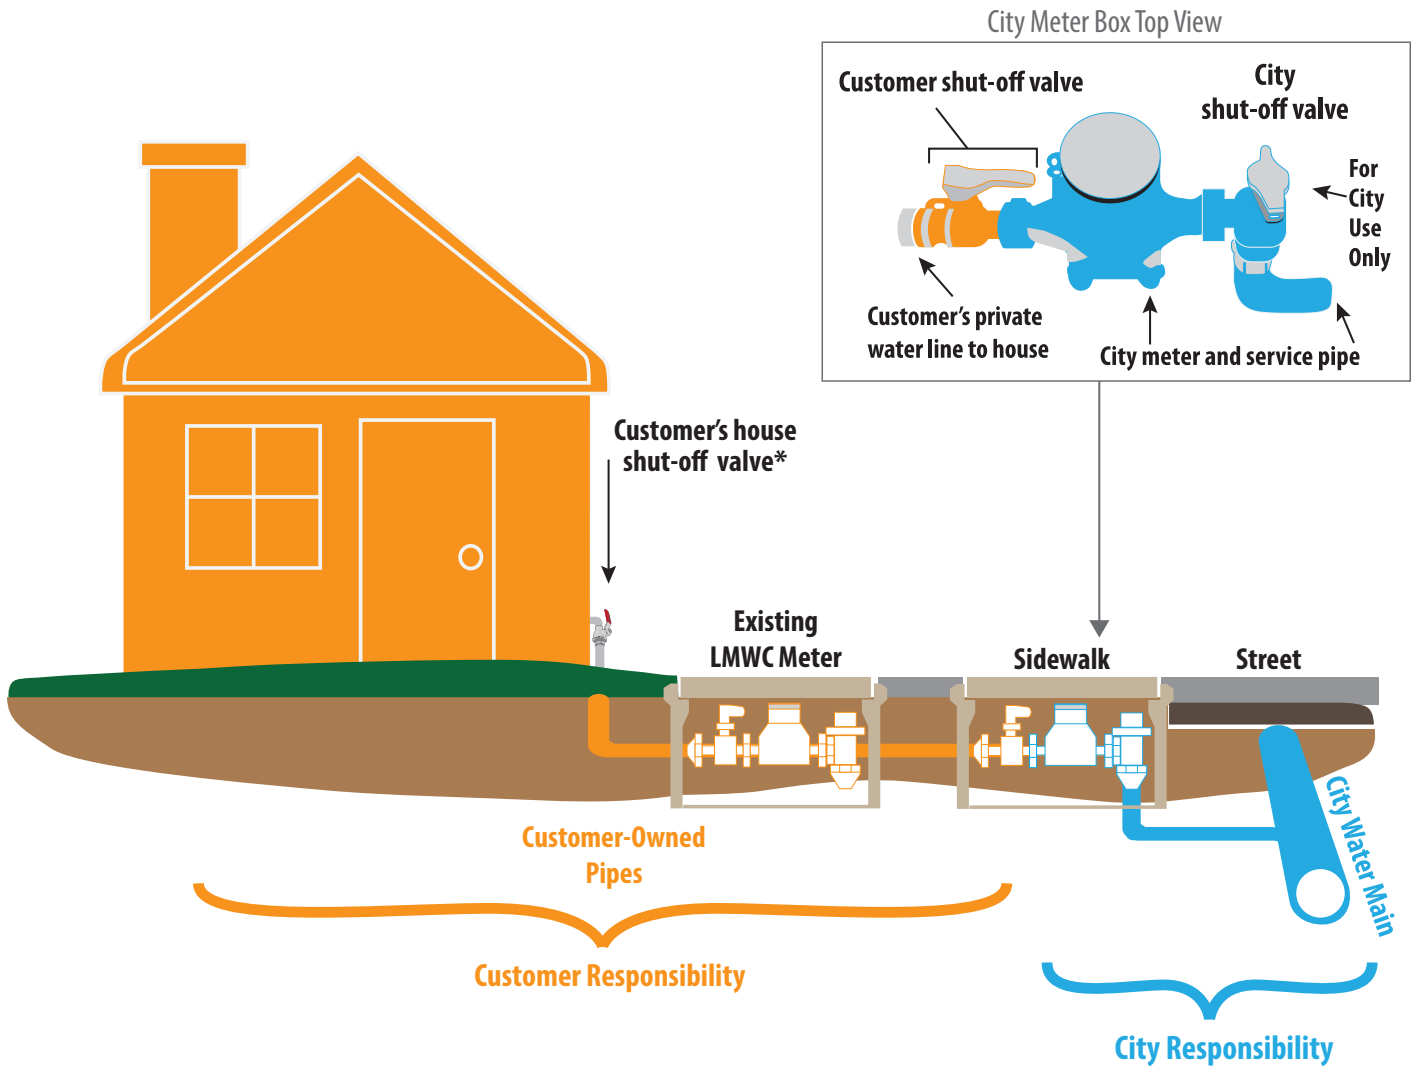 City Meter Box Top View
Customer shut-off valve
City
shut-off valve
For
City
Use
Only
Customer's private
water line to house
City meter and service pipe
Customer's house
shut-off valve*
Existing
LMWC Meter
Sidewalk
Street
City Water Main
Customer-Owned
Pipes
Customer Responsibility
City Responsibility